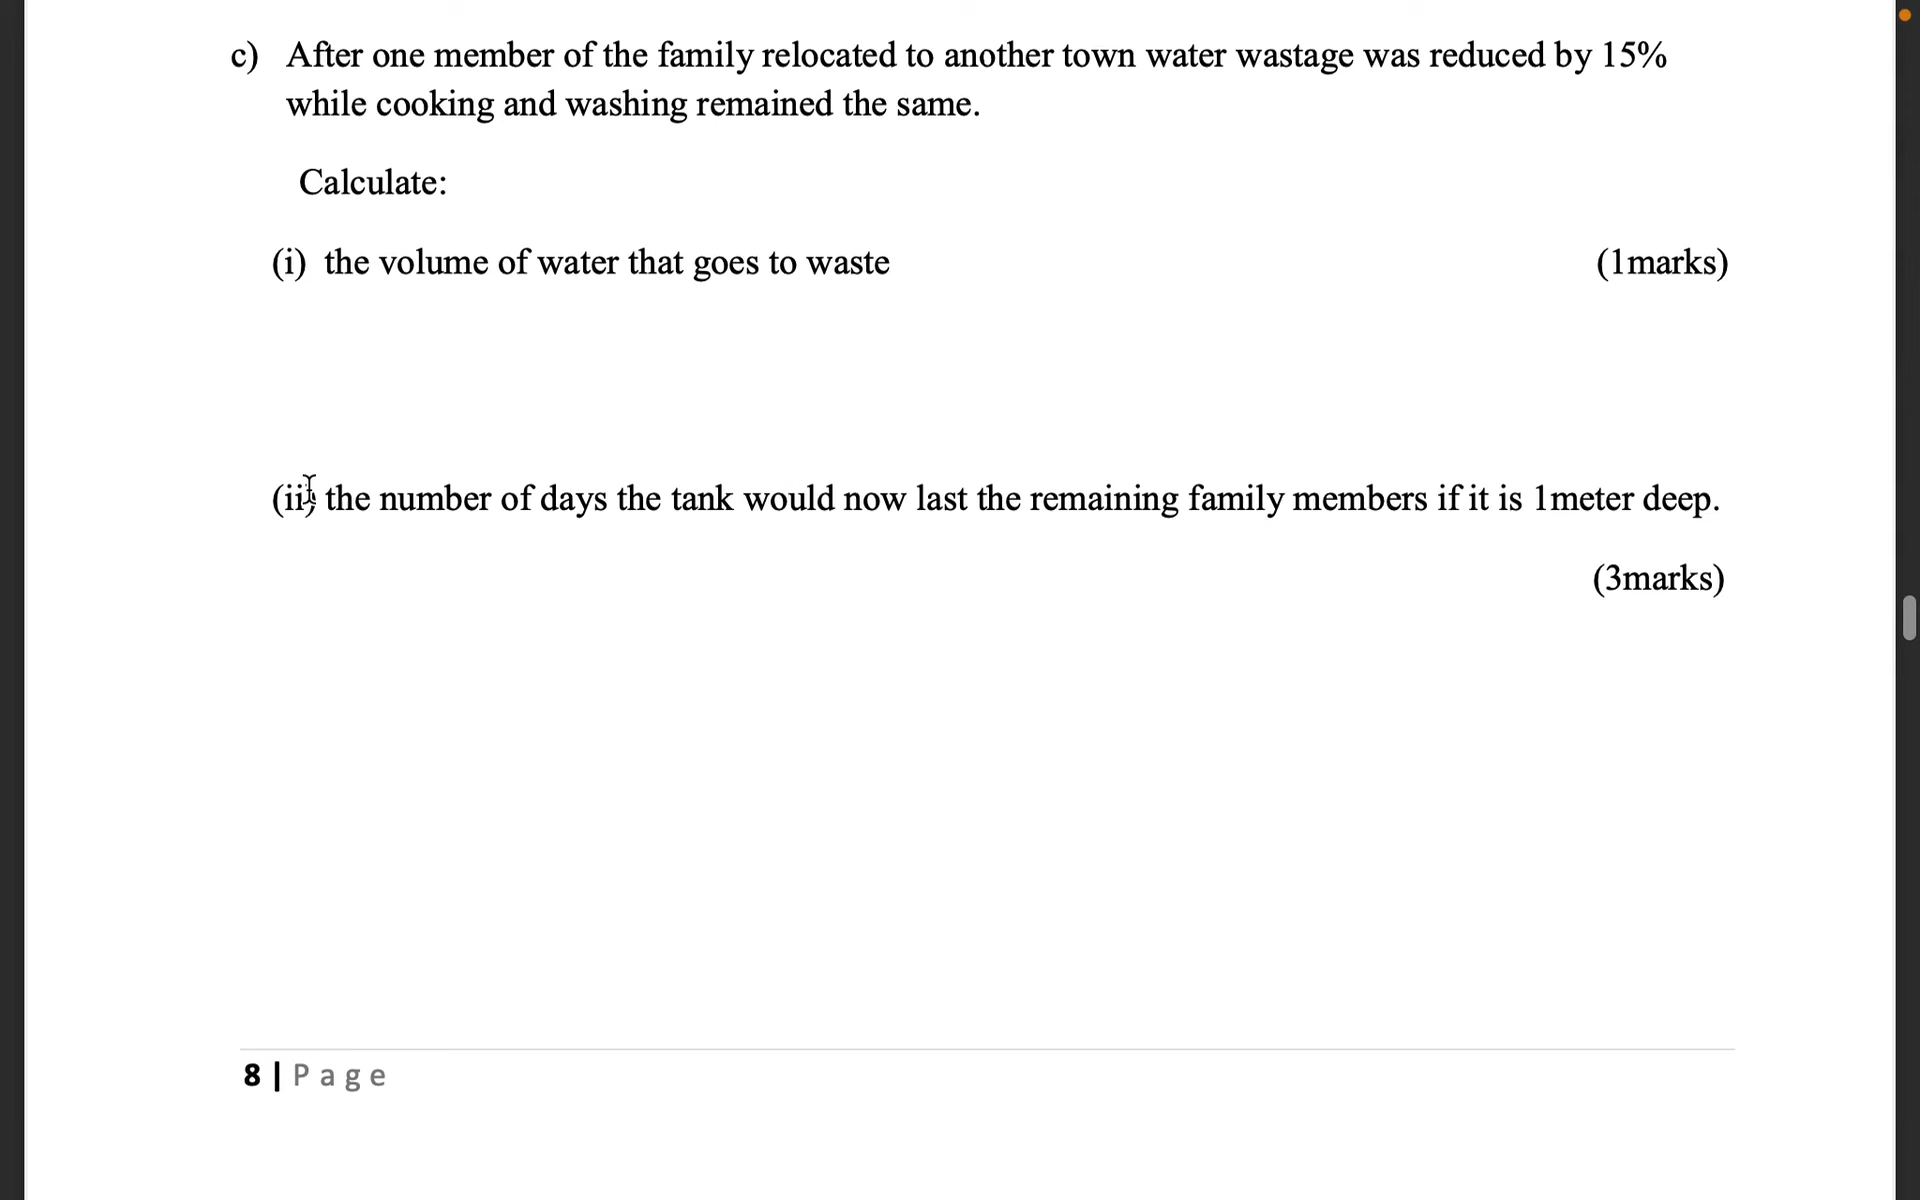 c) After one member of the family relocated to another town water wastage was reduced by 15%
while cooking and washing remained the same.
Calculate:
(i) the volume of water that goes to waste (1marks)
(ii) the number of days the tank would now last the remaining family members if it is 1meter deep.
(3marks)
8 | Page